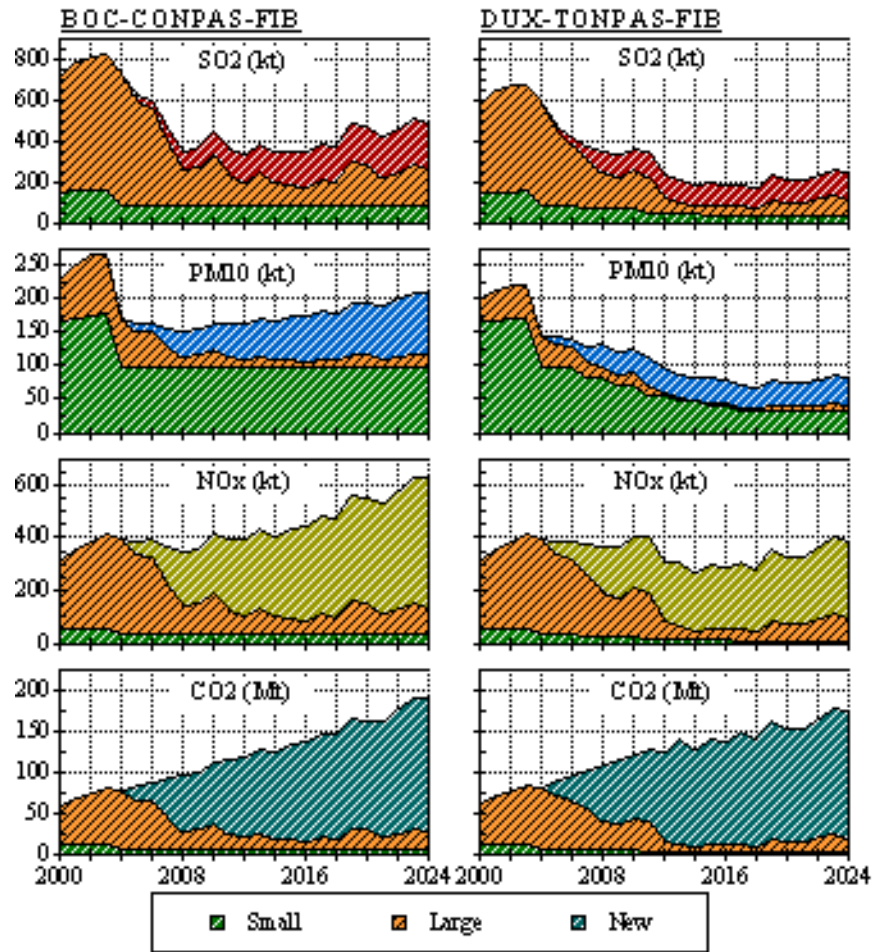 BOC-CONPAS-FIB DUX-TONPAS-FIB
SO2 (kt) SO2 (kt)
800
600
400
200
0
PM10 (kt) PM10 (kt)
250
200
150
100
50
0
NOx (kt) NOx (kt)
600
400
200
0
CO2 (Mt) CO2 (Mt)
200
150
100
50
0
2000 2008 2016 2024 2000 2008 2016 2024
Small Large New